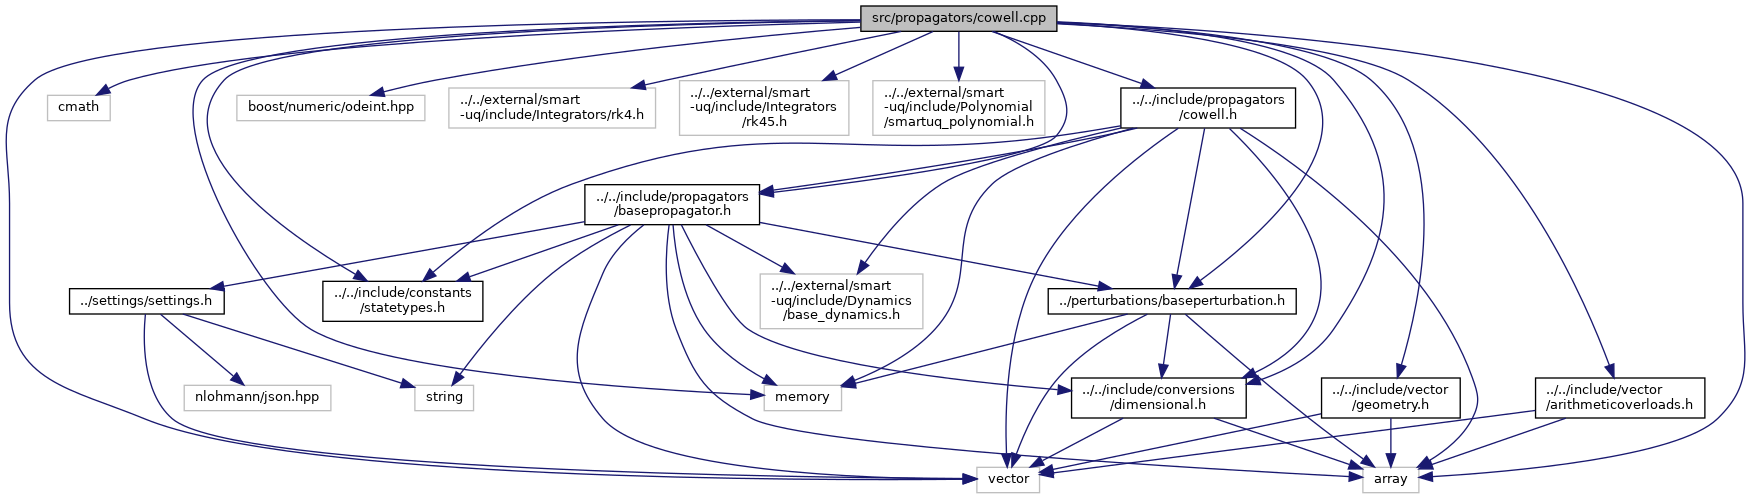 src/propagators/cowell.cpp
cmath
boost/numeric/odeint.hpp
../../external/smart
-uq/include/Integrators/rk4.h
../../external/smart
-uq/include/Integrators
/rk45.h
../../external/smart
-uq/include/Polynomial
/smartuq_polynomial.h
../../include/propagators
/cowell.h
../../include/propagators
/basepropagator.h
../settings/settings.h
../../include/constants
/statetypes.h
../../external/smart
-uq/include/Dynamics
/base_dynamics.h
../perturbations/baseperturbation.h
nlohmann/json.hpp
string
memory
../../include/conversions
/dimensional.h
../../include/vector
/geometry.h
../../include/vector
/arithmeticoverloads.h
vector
array